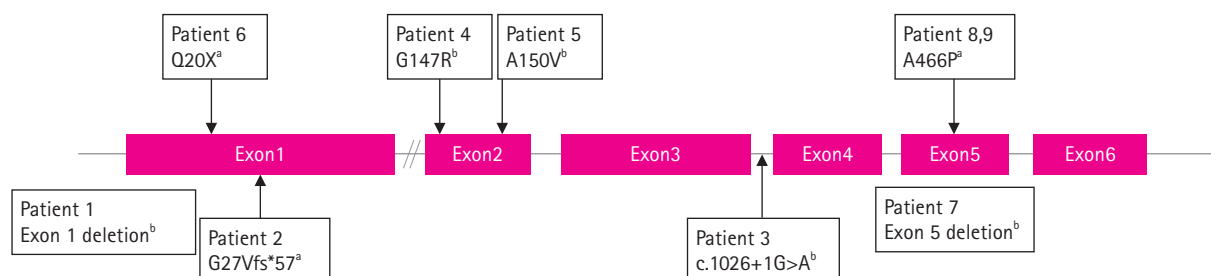 Patient 6
Q20Xᵃ
Patient 4
G147Rᵇ
Patient 5
A150Vᵇ
Patient 8,9
A466Pᵃ
Exon1
Exon2
Exon3
Exon4
Exon5
Exon6
Patient 1
Exon 1 deletionᵇ
Patient 2
G27Vfs*57ᵃ
Patient 3
c.1026+1G>Aᵇ
Patient 7
Exon 5 deletionᵇ